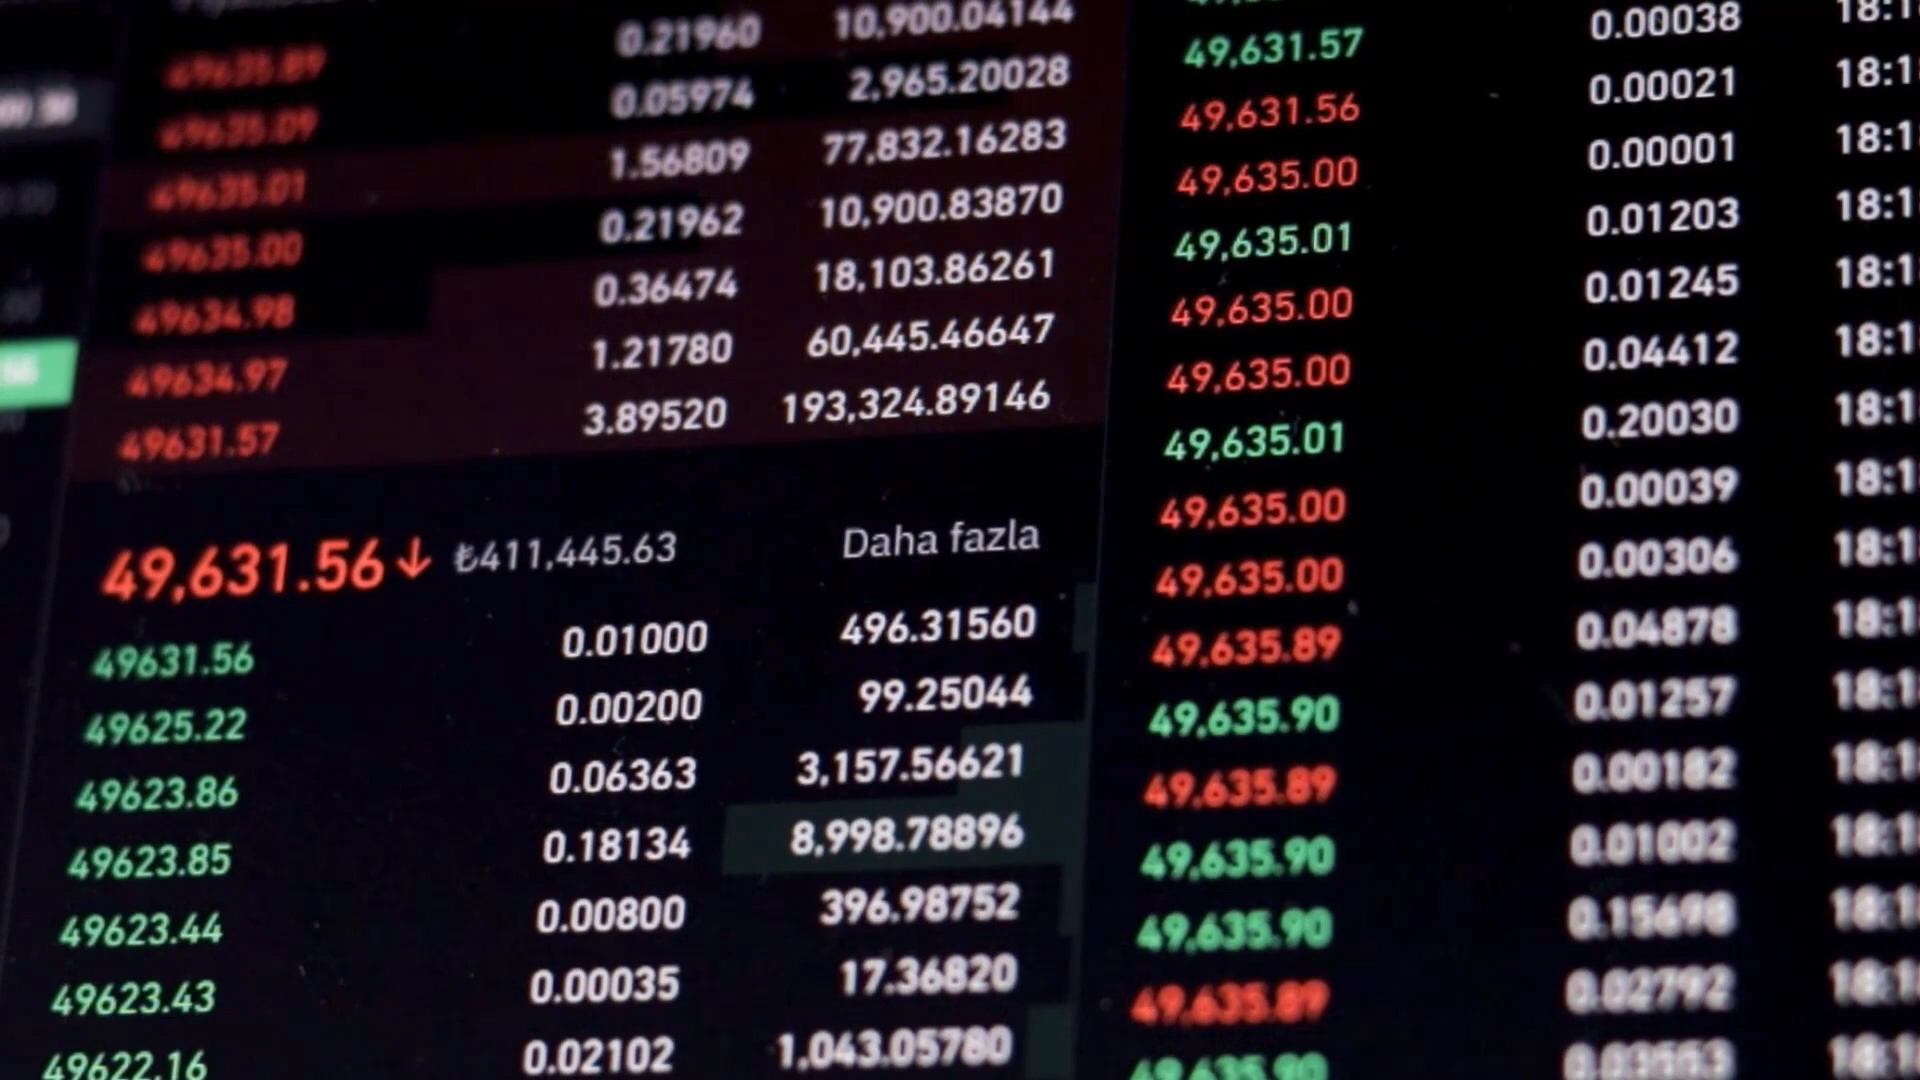 49635.89 0.21960 10,900.04144
49635.09 0.05974 2,965.20028
49635.01 1.56809 77,832.16283
49635.00 0.21962 10,900.83870
49634.98 0.36474 18,103.86261
49634.97 1.21780 60,445.46647
49631.57 3.89520 193,324.89146
49,631.56↓ ₺411,445.63 Daha fazla
49631.56 0.01000 496.31560
49625.22 0.00200 99.25044
49623.86 0.06363 3,157.56621
49623.85 0.18134 8,998.78896
49623.44 0.00800 396.98752
49623.43 0.00035 17.36820
49622.16 0.02102 1,043.05780
49,631.57 0.00038 18:1
49,631.56 0.00021 18:1
49,635.00 0.00001 18:1
49,635.01 0.01203 18:1
49,635.00 0.01245 18:1
49,635.00 0.04412 18:1
49,635.01 0.20030 18:1
49,635.00 0.00039 18:1
49,635.00 0.00306 18:1
49,635.89 0.04878 18:1
49,635.90 0.01257 18:1
49,635.89 0.00182 18:1
49,635.90 0.01002 18:1
49,635.90 0.15698 18:1
49,635.89 0.02792 18:1
49,635.90 0.03553 18:1